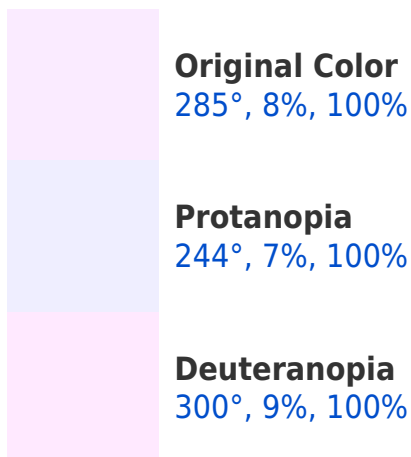 Original Color
285°, 8%, 100%
Protanopia
244°, 7%, 100%
Deuteranopia
300°, 9%, 100%